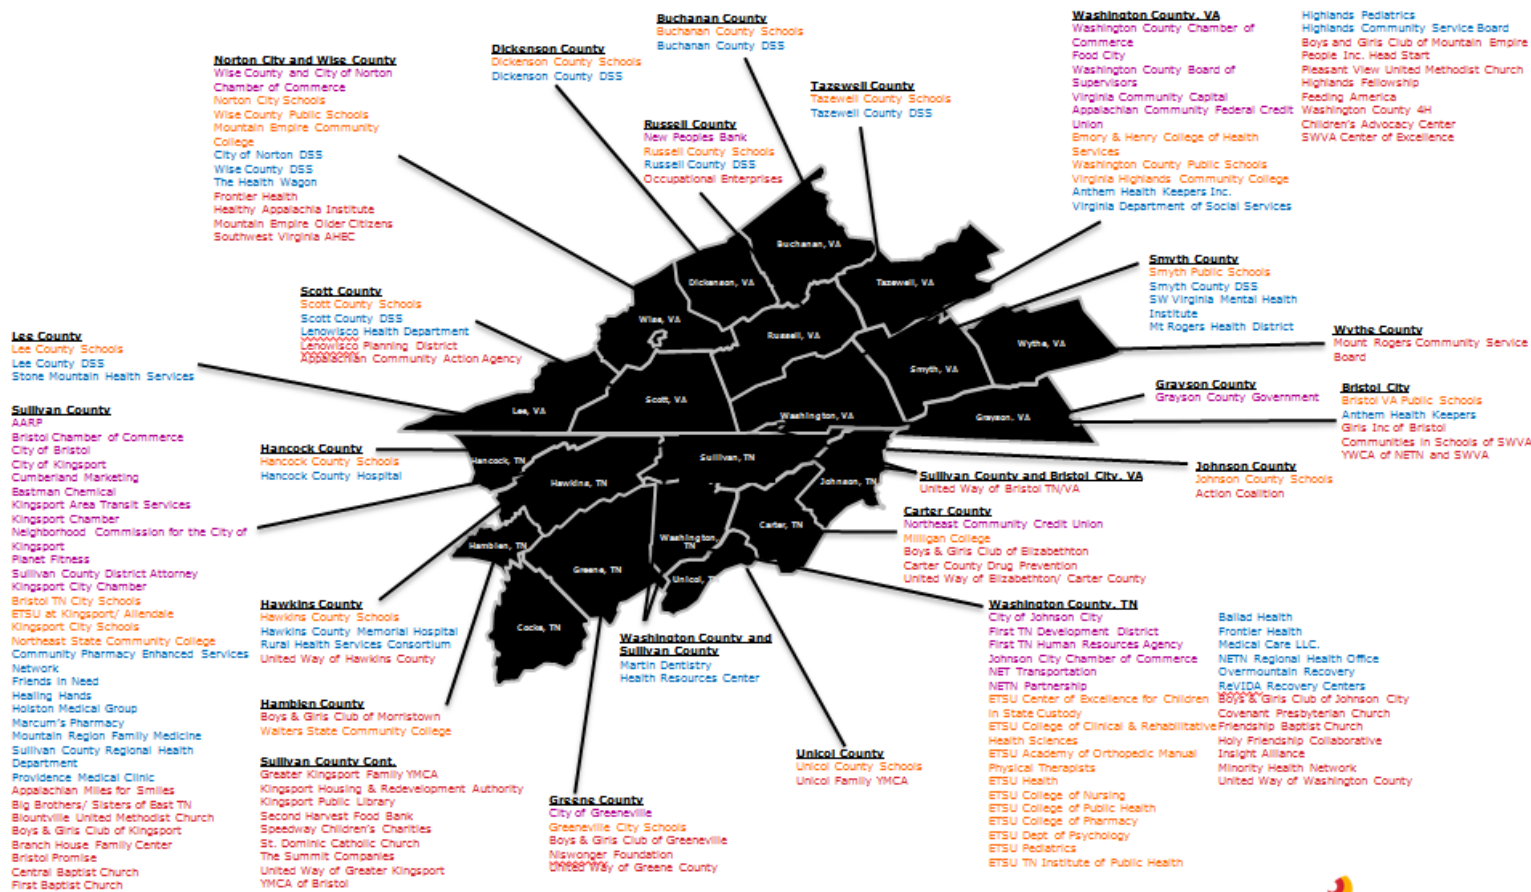 Buchanan County
Buchanan County Schools
Buchanan County DSS
Dickenson County
Dickenson County Schools
Dickenson County DSS
Norton City and Wise County
Wise County and City of Norton
Chamber of Commerce
Norton City Schools
Wise County Public Schools
Mountain Empire Community
College
City of Norton DSS
Wise County DSS
The Health Wagon
Frontier Health
Healthy Appalachia Institute
Mountain Empire Older Citizens
Southwest Virginia AHEC
Russell County
New Peoples Bank
Russell County Schools
Russell County DSS
Occupational Enterprises
Tazewell County
Tazewell County Schools
Tazewell County DSS
Washington County, VA
Washington County Chamber of
Commerce
Food City
Washington County Board of
Supervisors
Virginia Community Capital
Appalachian Community Federal Credit
Union
Emory & Henry College of Health
Services
Washington County Public Schools
Virginia Highlands Community College
Anthem Health Keepers Inc.
Virginia Department of Social Services
Highlands Pediatrics
Highlands Community Service Board
Boys and Girls Club of Mountain Empire
People Inc. Head Start
Pleasant View United Methodist Church
Highlands Fellowship
Feeding America
Washington County 4H
Children's Advocacy Center
SWVA Center of Excellence
Smyth County
Smyth Public Schools
Smyth County DSS
SW Virginia Mental Health
Institute
Mt Rogers Health District
Wythe County
Mount Rogers Community Service
Board
Grayson County
Grayson County Government
Bristol City
Bristol VA Public Schools
Anthem Health Keepers
Girls Inc of Bristol
Communities in Schools of SWVA
YWCA of NETN and SWVA
Scott County
Scott County Schools
Scott County DSS
Lenowisco Health Department
Lenowisco Planning District
Appalachian Community Action Agency
Lee County
Lee County Schools
Lee County DSS
Stone Mountain Health Services
Sullivan County
AARP
Bristol Chamber of Commerce
City of Bristol
City of Kingsport
Cumberland Marketing
Eastman Chemical
Kingsport Area Transit Services
Kingsport Chamber
Neighborhood Commission for the City of
Kingsport
Planet Fitness
Sullivan County District Attorney
Kingsport City Chamber
Bristol TN City Schools
ETSU at Kingsport/ Allendale
Kingsport City Schools
Northeast State Community College
Community Pharmacy Enhanced Services
Network
Friends in Need
Healing Hands
Holston Medical Group
Marcum's Pharmacy
Mountain Region Family Medicine
Sullivan County Regional Health
Department
Providence Medical Clinic
Appalachian Miles for Smiles
Big Brothers/ Sisters of East TN
Blountville United Methodist Church
Boys & Girls Club of Kingsport
Branch House Family Center
Bristol Promise
Central Baptist Church
First Baptist Church
Hancock County
Hancock County Schools
Hancock County Hospital
Hawkins County
Hawkins County Schools
Hawkins County Memorial Hospital
Rural Health Services Consortium
United Way of Hawkins County
Hamblen County
Boys & Girls Club of Morristown
Walters State Community College
Sullivan County Cont.
Greater Kingsport Family YMCA
Kingsport Housing & Redevelopment Authority
Kingsport Public Library
Second Harvest Food Bank
Speedway Children's Charities
St. Dominic Catholic Church
The Summit Companies
United Way of Greater Kingsport
YMCA of Bristol
Buchanan, VA
Dickenson, VA
Tazewell, VA
Wise, VA
Russell, VA
Wythe, VA
Smyth, VA
Scott, VA
Lee, VA
Washington, VA
Grayson, VA
Hancock, TN
Sullivan, TN
Hawkins, TN
Johnson, TN
Carter, TN
Washington, TN
Hamblen, TN
Greene, TN
Unicoi, T
Cocke, TN
Sullivan County and Bristol City, VA
United Way of Bristol TN/VA
Johnson County
Johnson County Schools
Action Coalition
Carter County
Northeast Community Credit Union
Milligan College
Boys & Girls Club of Elizabethton
Carter County Drug Prevention
United Way of Elizabethton/ Carter County
Washington County and
Sullivan County
Martin Dentistry
Health Resources Center
Greene County
City of Greeneville
Greeneville City Schools
Boys & Girls Club of Greeneville
Niswonger Foundation
United Way of Greene County
Unicoi County
Unicoi County Schools
Unicoi Family YMCA
Washington County, TN
City of Johnson City
First TN Development District
First TN Human Resources Agency
Johnson City Chamber of Commerce
NET Transportation
NETN Partnership
ETSU Center of Excellence for Children
in State Custody
ETSU College of Clinical & Rehabilitative
Health Sciences
ETSU Academy of Orthopedic Manual
Physical Therapists
ETSU Health
ETSU College of Nursing
ETSU College of Public Health
ETSU College of Pharmacy
ETSU Dept of Psychology
ETSU Pediatrics
ETSU TN Institute of Public Health
Ballad Health
Frontier Health
Medical Care LLC.
NETN Regional Health Office
Overmountain Recovery
ReVIDA Recovery Centers
Boys & Girls Club of Johnson City
Covenant Presbyterian Church
Friendship Baptist Church
Holy Friendship Collaborative
Insight Alliance
Minority Health Network
United Way of Washington County